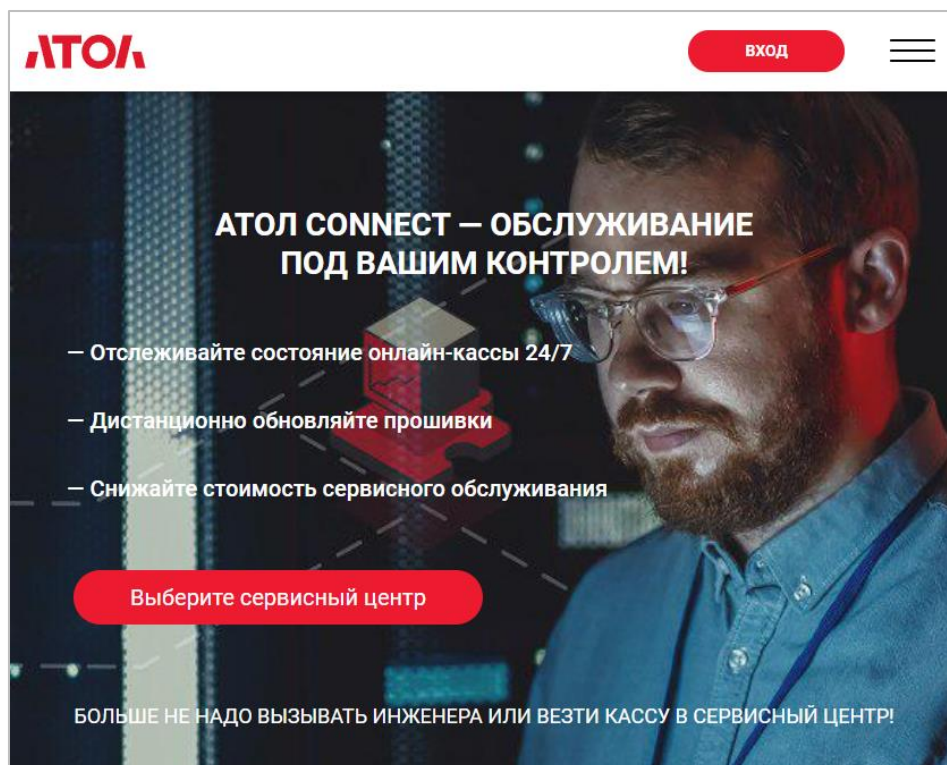 АТОЛ
ВХОД
АТОЛ CONNECT — ОБСЛУЖИВАНИЕ
ПОД ВАШИМ КОНТРОЛЕМ!
— Отслеживайте состояние онлайн-кассы 24/7
— Дистанционно обновляйте прошивки
— Снижайте стоимость сервисного обслуживания
Выберите сервисный центр
БОЛЬШЕ НЕ НАДО ВЫЗЫВАТЬ ИНЖЕНЕРА ИЛИ ВЕЗТИ КАССУ В СЕРВИСНЫЙ ЦЕНТР!